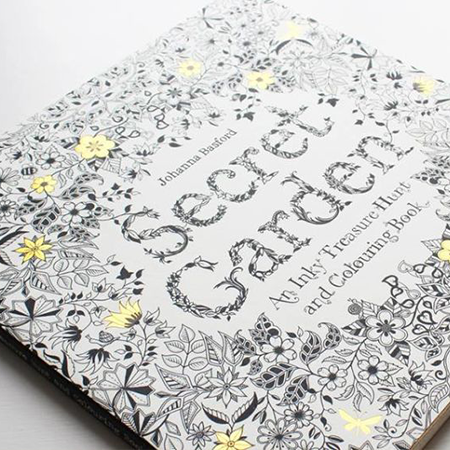 Johanna Basford
Secret
Garden
An Inky Treasure Hunt
and Colouring Book